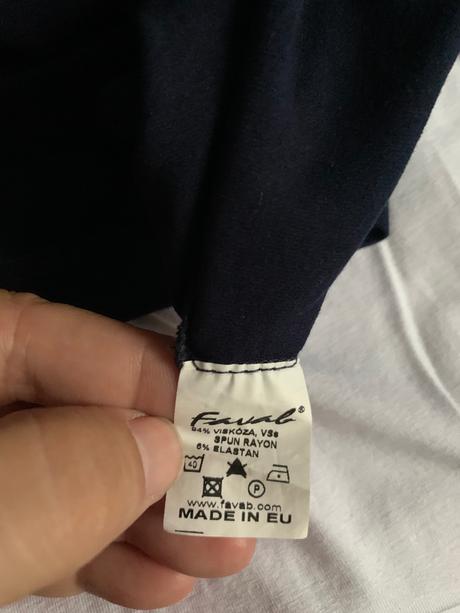 Favab®
94% VISKÓZA, VSs
SPUN RAYON
6% ELASTAN
40
P
www.favab.com
MADE IN EU